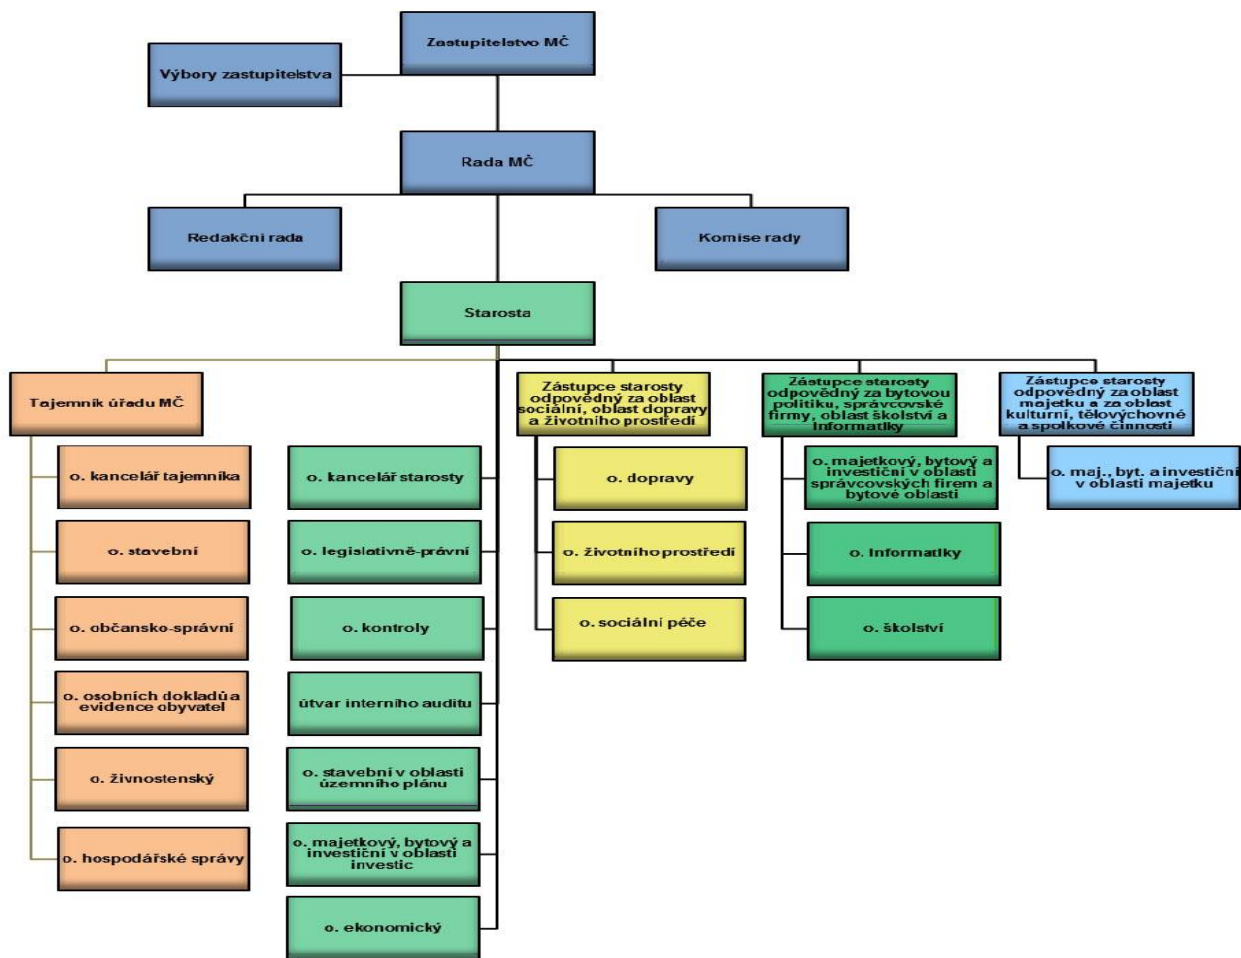 Zastupitelstvo MČ
Výbory zastupitelstva
Rada MČ
Redakční rada
Komise rady
Starosta
Tajemník úřadu MČ
o. kancelář tajemníka
o. stavební
o. občansko-správní
o. osobních dokladů a
evidence obyvatel
o. živnostenský
o. hospodářské správy
o. kancelář starosty
o. legislativně-právní
o. kontroly
útvar interního auditu
o. stavební v oblasti
územního plánu
o. majetkový, bytový a
investiční v oblasti
investic
o. ekonomický
Zástupce starosty
odpovědný za oblast
sociální, oblast dopravy
a životního prostředí
o. dopravy
o. životního prostředí
o. sociální péče
Zástupce starosty
odpovědný za bytovou
politiku, správcovské
firmy, oblast školství a
Informatiky
o. majetkový, bytový a
investiční v oblasti
správcovských firem a
bytové oblasti
o. Informatiky
o. školství
Zástupce starosty
odpovědný za oblast
majetku a za oblast
kulturní, tělovýchovné
a spolkové činnosti
o. maj., byt. a investiční
v oblasti majetku